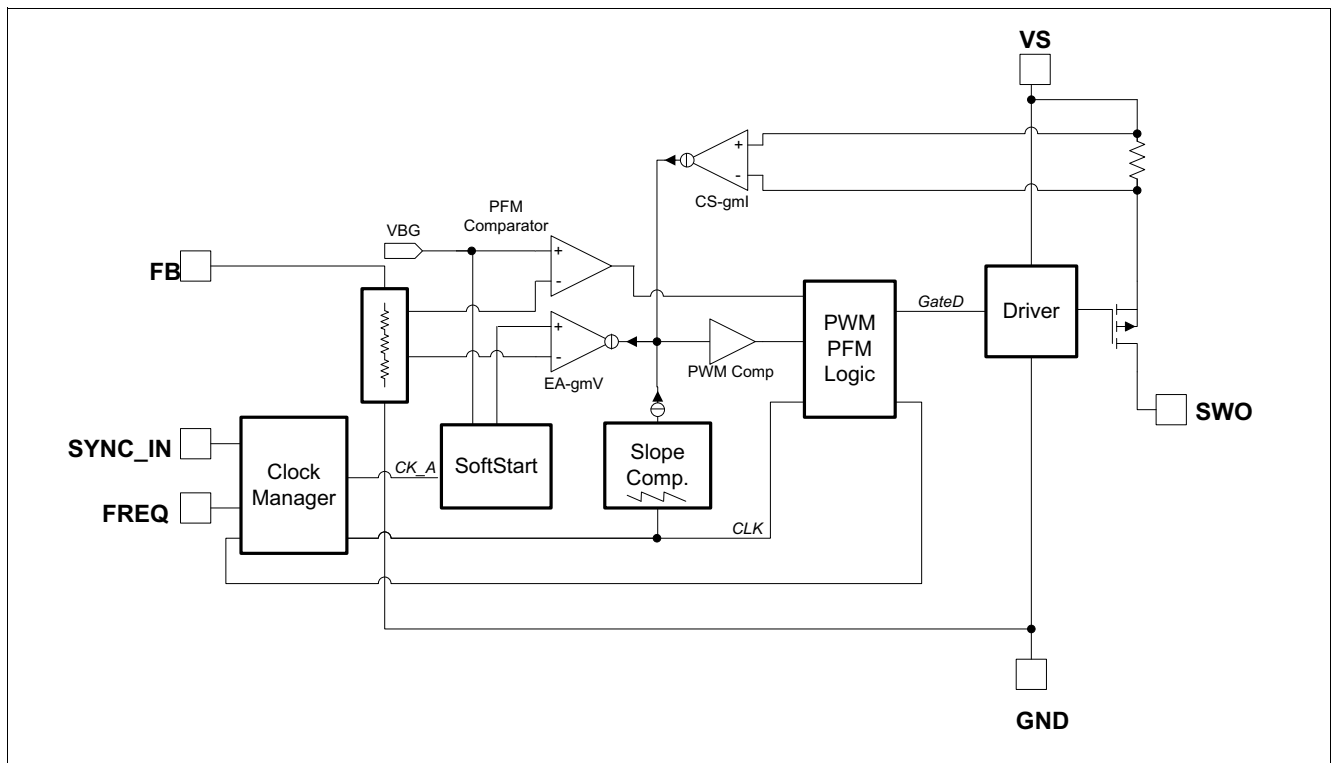 VS
+
-
CS-gmI
PFM
Comparator
VBG
+
-
FB
GateD
Driver
PWM
PFM
Logic
+
-
PWM Comp
EA-gmV
SWO
SYNC_IN
Clock
Manager
CK_A
SoftStart
Slope
Comp.
FREQ
CLK
GND